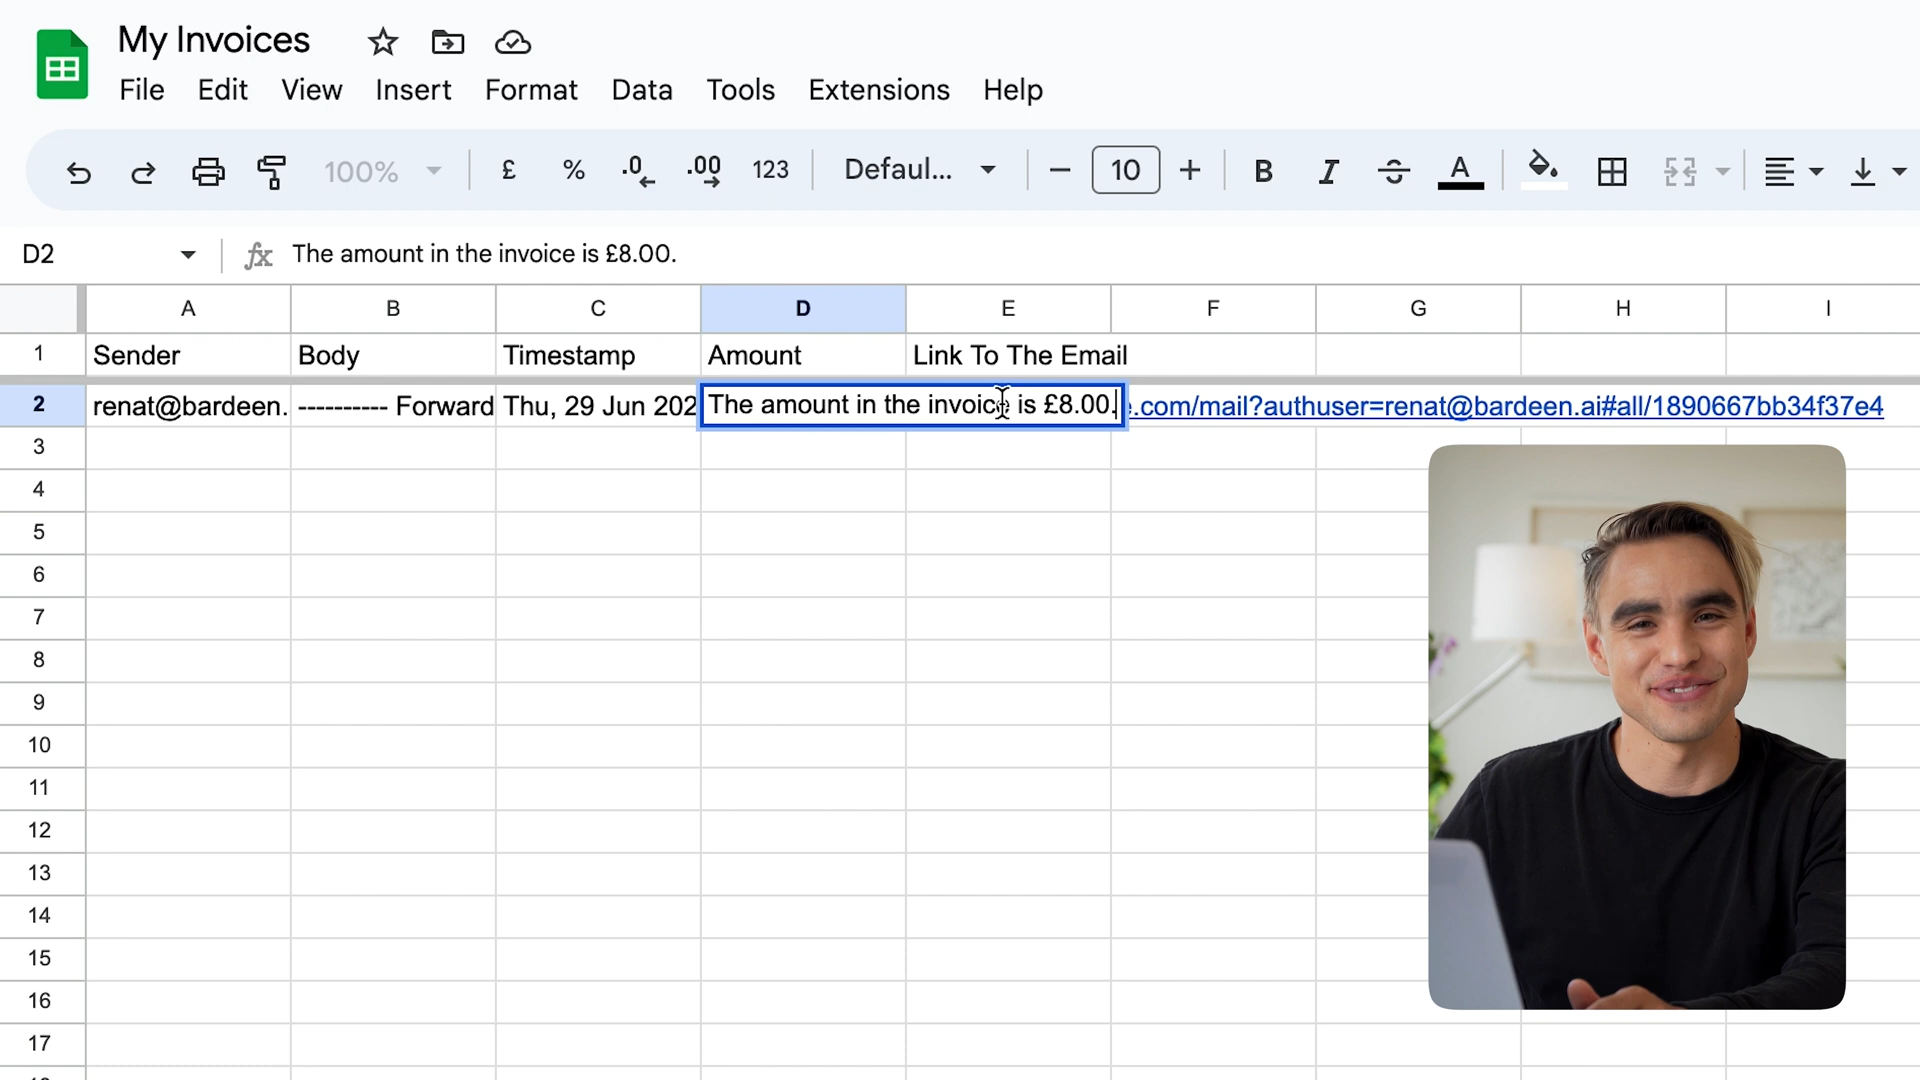 My Invoices
File Edit View Insert Format Data Tools Extensions Help
100% £ % .0 .00 123 Defaul... 10 B I S A
D2 fx The amount in the invoice is £8.00.
A B C D E F G H I
1 Sender Body Timestamp Amount Link To The Email
2 renat@bardeen. ---------- Forward Thu, 29 Jun 202 The amount in the invoice is £8.00. e.com/mail?authuser=renat@bardeen.ai#all/1890667bb34f37e4
3
4
5
6
7
8
9
10
11
12
13
14
15
16
17